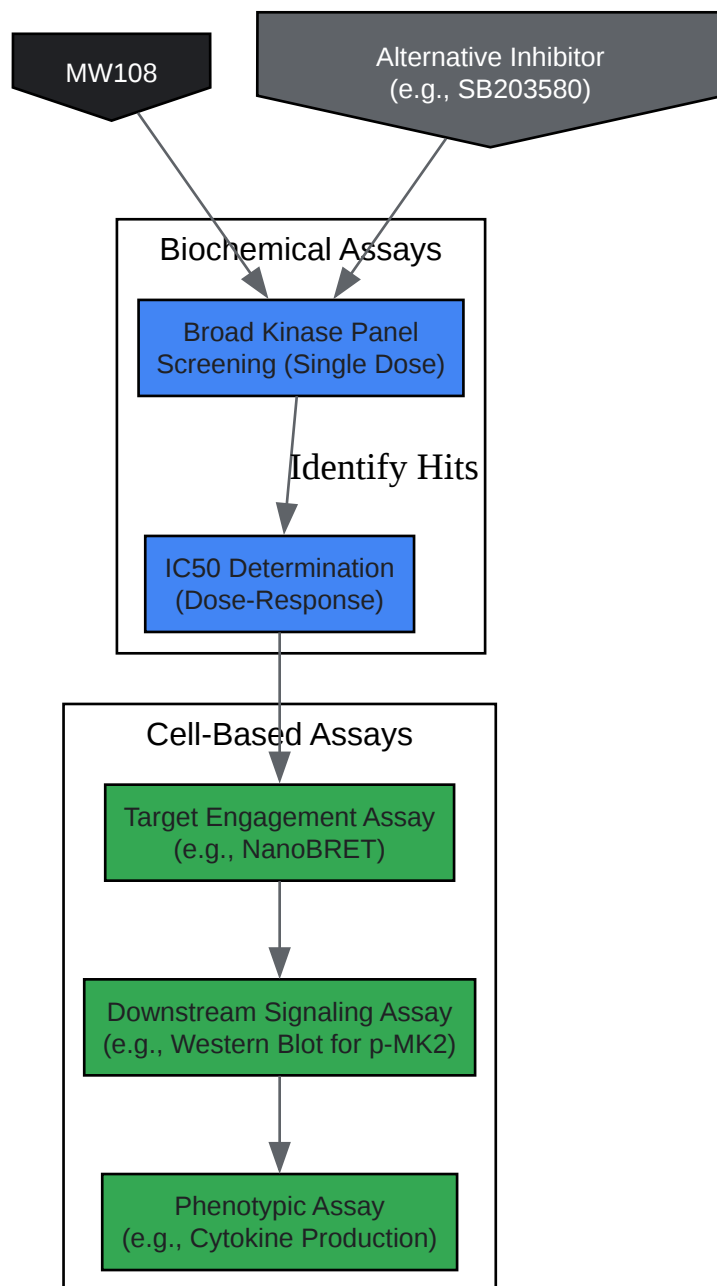 MW108
Alternative Inhibitor
(e.g., SB203580)
Biochemical Assays
Broad Kinase Panel
Screening (Single Dose)
Identify Hits
IC50 Determination
(Dose-Response)
Cell-Based Assays
Target Engagement Assay
(e.g., NanoBRET)
Downstream Signaling Assay
(e.g., Western Blot for p-MK2)
Phenotypic Assay
(e.g., Cytokine Production)